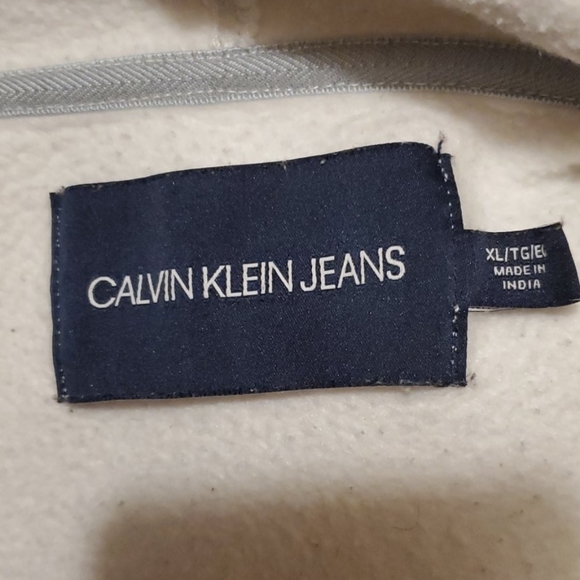 CALVIN KLEIN JEANS
XL/TG/EG
MADE IN
INDIA